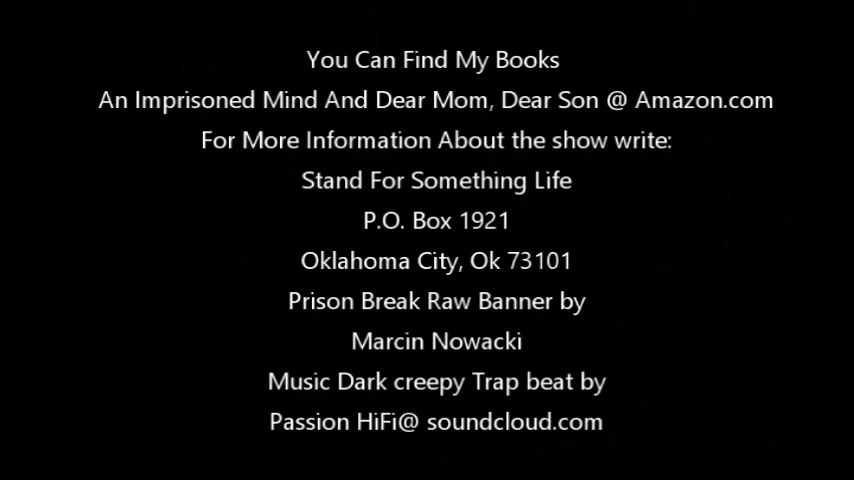 You Can Find My Books
An Imprisoned Mind And Dear Mom, Dear Son @ Amazon.com
For More Information About the show write:
Stand For Something Life
P.O. Box 1921
Oklahoma City, Ok 73101
Prison Break Raw Banner by
Marcin Nowacki
Music Dark creepy Trap beat by
Passion HiFi@ soundcloud.com